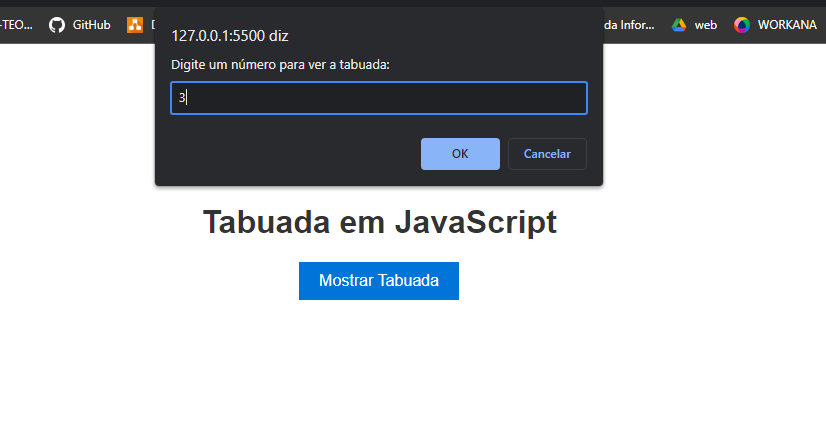 -TEO... GitHub D da Infor... web WORKANA
127.0.0.1:5500 diz
Digite um número para ver a tabuada:
3
OK Cancelar
Tabuada em JavaScript
Mostrar Tabuada